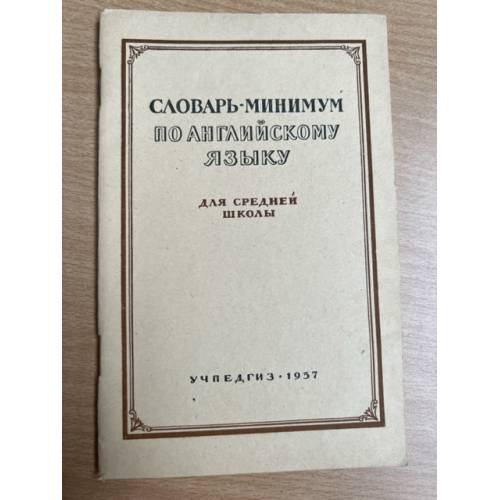 СЛОВАРЬ-МИНИМУМ
ПО АНГЛИЙСКОМУ
ЯЗЫКУ
ДЛЯ СРЕДНЕЙ
ШКОЛЫ
УЧПЕДГИЗ • 1957